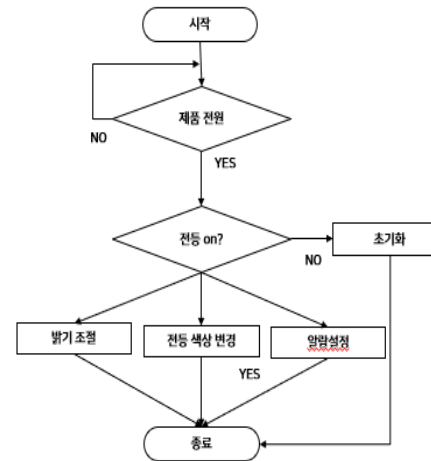 시작
제품 전원
NO
YES
전등 on?
초기화
NO
밝기 조절
전등 색상 변경
알람설정
YES
종료